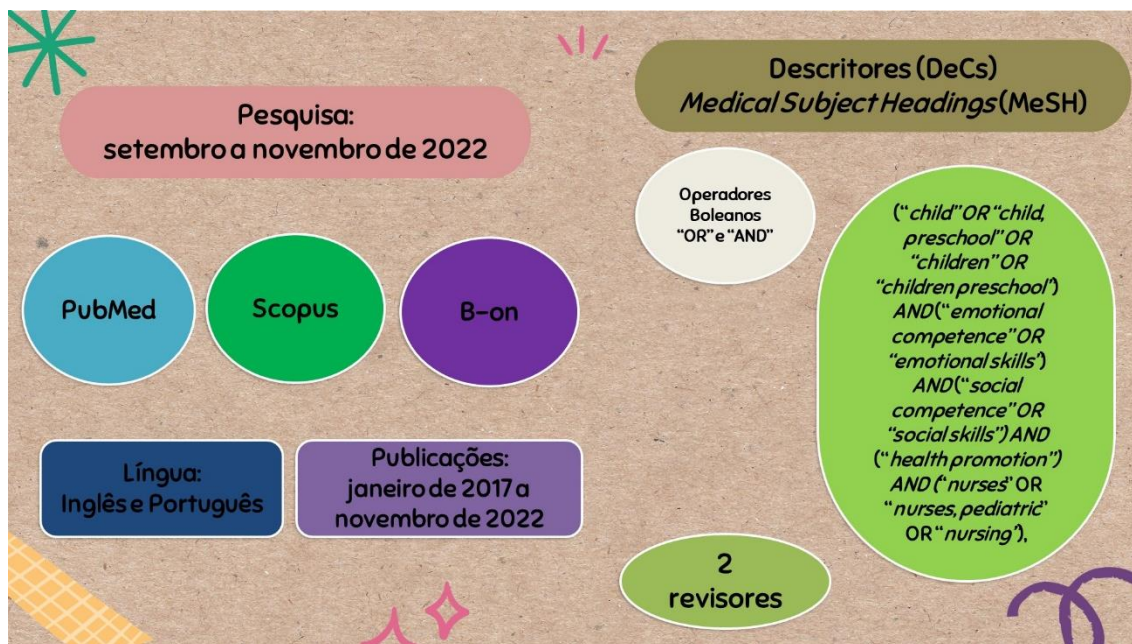 Pesquisa:
setembro a novembro de 2022
PubMed
Scopus
B-on
Língua:
Inglês e Português
Publicações:
janeiro de 2017 a
novembro de 2022
Descritores (DeCs)
Medical Subject Headings (MeSH)
Operadores
Boleanos
"OR" e "AND"
("child" OR "child,
preschool" OR
"children" OR
"children preschool")
AND ("emotional
competence" OR
"emotional skills")
AND ("social
competence" OR
"social skills") AND
("health promotion")
AND ("nurses" OR
"nurses, pediatric"
OR "nursing"),
2
revisores